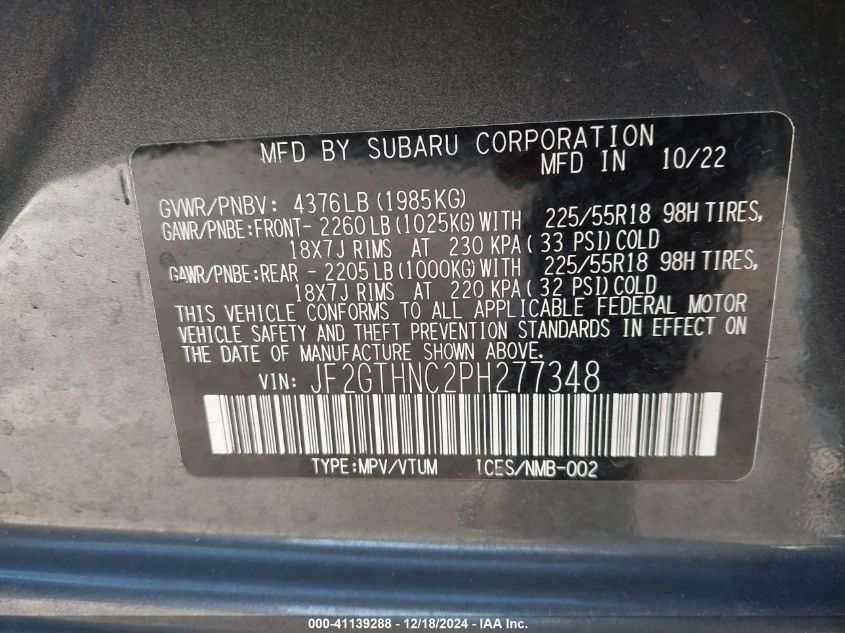 MFD BY SUBARU CORPORATION
MFD IN 10/22
GVWR/PNBV: 4376LB(1985KG)
GAWR/PNBE:FRONT- 2260LB(1025KG)WITH 225/55R18 98H TIRES,
18X7J RIMS AT 230 KPA(33 PSI)COLD
GAWR/PNBE:REAR - 2205LB(1000KG)WITH 225/55R18 98H TIRES,
18X7J RIMS AT 220 KPA(32 PSI)COLD
THIS VEHICLE CONFORMS TO ALL APPLICABLE FEDERAL MOTOR
VEHICLE SAFETY AND THEFT PREVENTION STANDARDS IN EFFECT ON
THE DATE OF MANUFACTURE SHOWN ABOVE.
VIN: JF2GTHNC2PH277348
TYPE:MPV/VTUM ICES/NMB-002
000-41139288 - 12/18/2024 - IAA Inc.